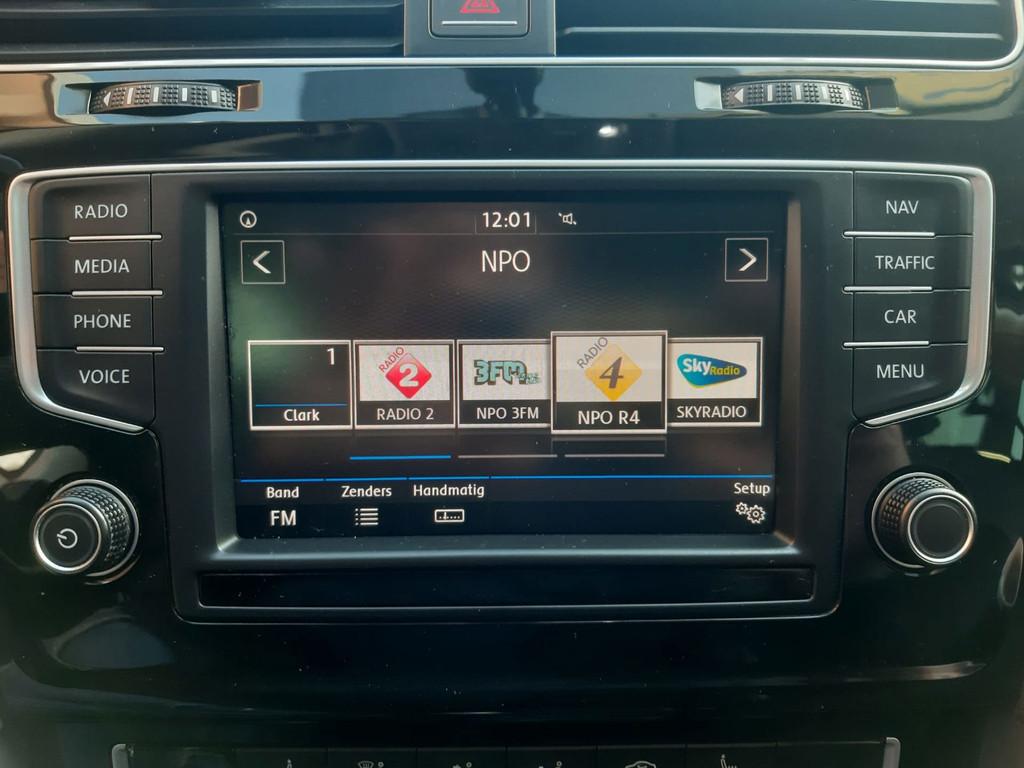 RADIO
MEDIA
PHONE
VOICE
12:01
NPO
1
Clark
RADIO
2
RADIO 2
3FM
NPO 3FM
RADIO
4
NPO R4
Sky Radio
SKYRADIO
Band
FM
Zenders
Handmatig
Setup
NAV
TRAFFIC
CAR
MENU